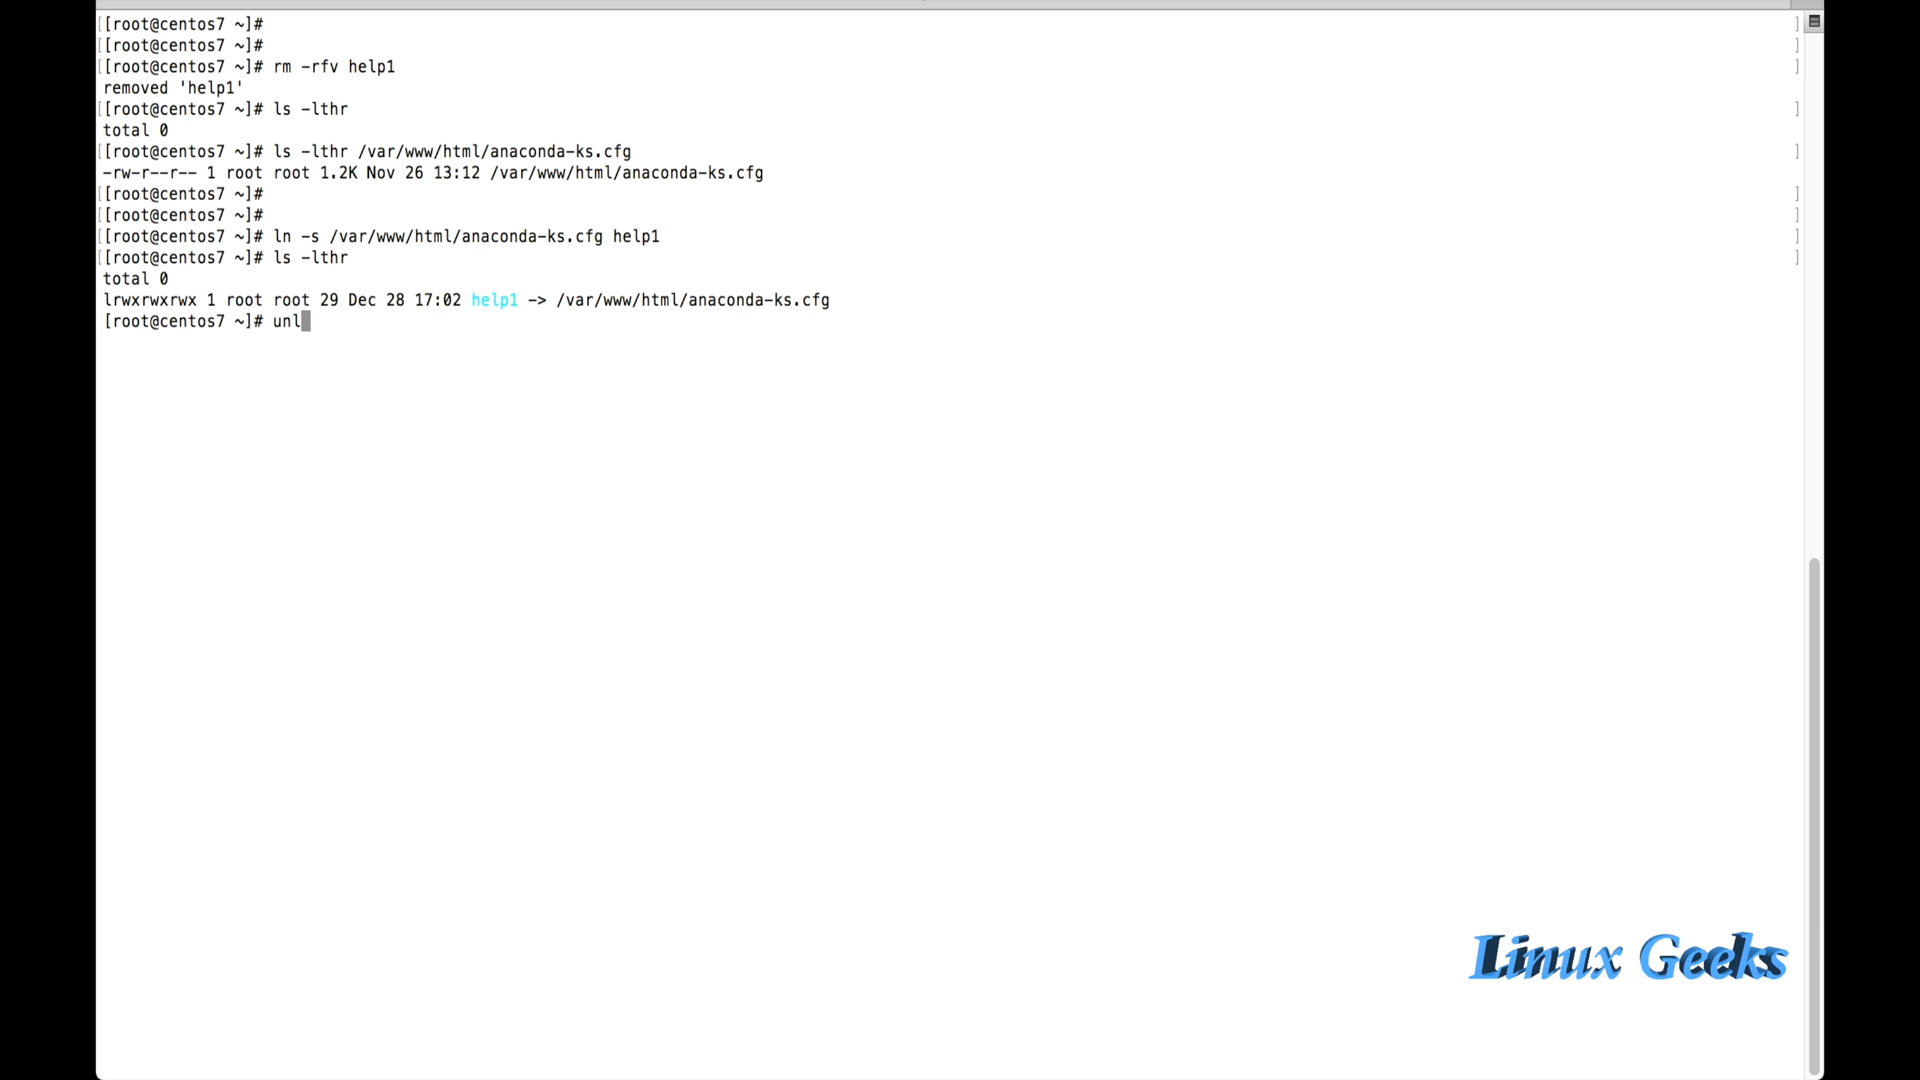 [[root@centos7 ~]# ]
[[root@centos7 ~]# ]
[[root@centos7 ~]# rm -rfv help1 ]
removed 'help1'
[[root@centos7 ~]# ls -lthr ]
total 0
[[root@centos7 ~]# ls -lthr /var/www/html/anaconda-ks.cfg ]
-rw-r--r-- 1 root root 1.2K Nov 26 13:12 /var/www/html/anaconda-ks.cfg
[[root@centos7 ~]# ]
[[root@centos7 ~]# ]
[[root@centos7 ~]# ln -s /var/www/html/anaconda-ks.cfg help1 ]
[[root@centos7 ~]# ls -lthr ]
total 0
lrwxrwxrwx 1 root root 29 Dec 28 17:02 help1 -> /var/www/html/anaconda-ks.cfg
[root@centos7 ~]# unl
Linux Geeks